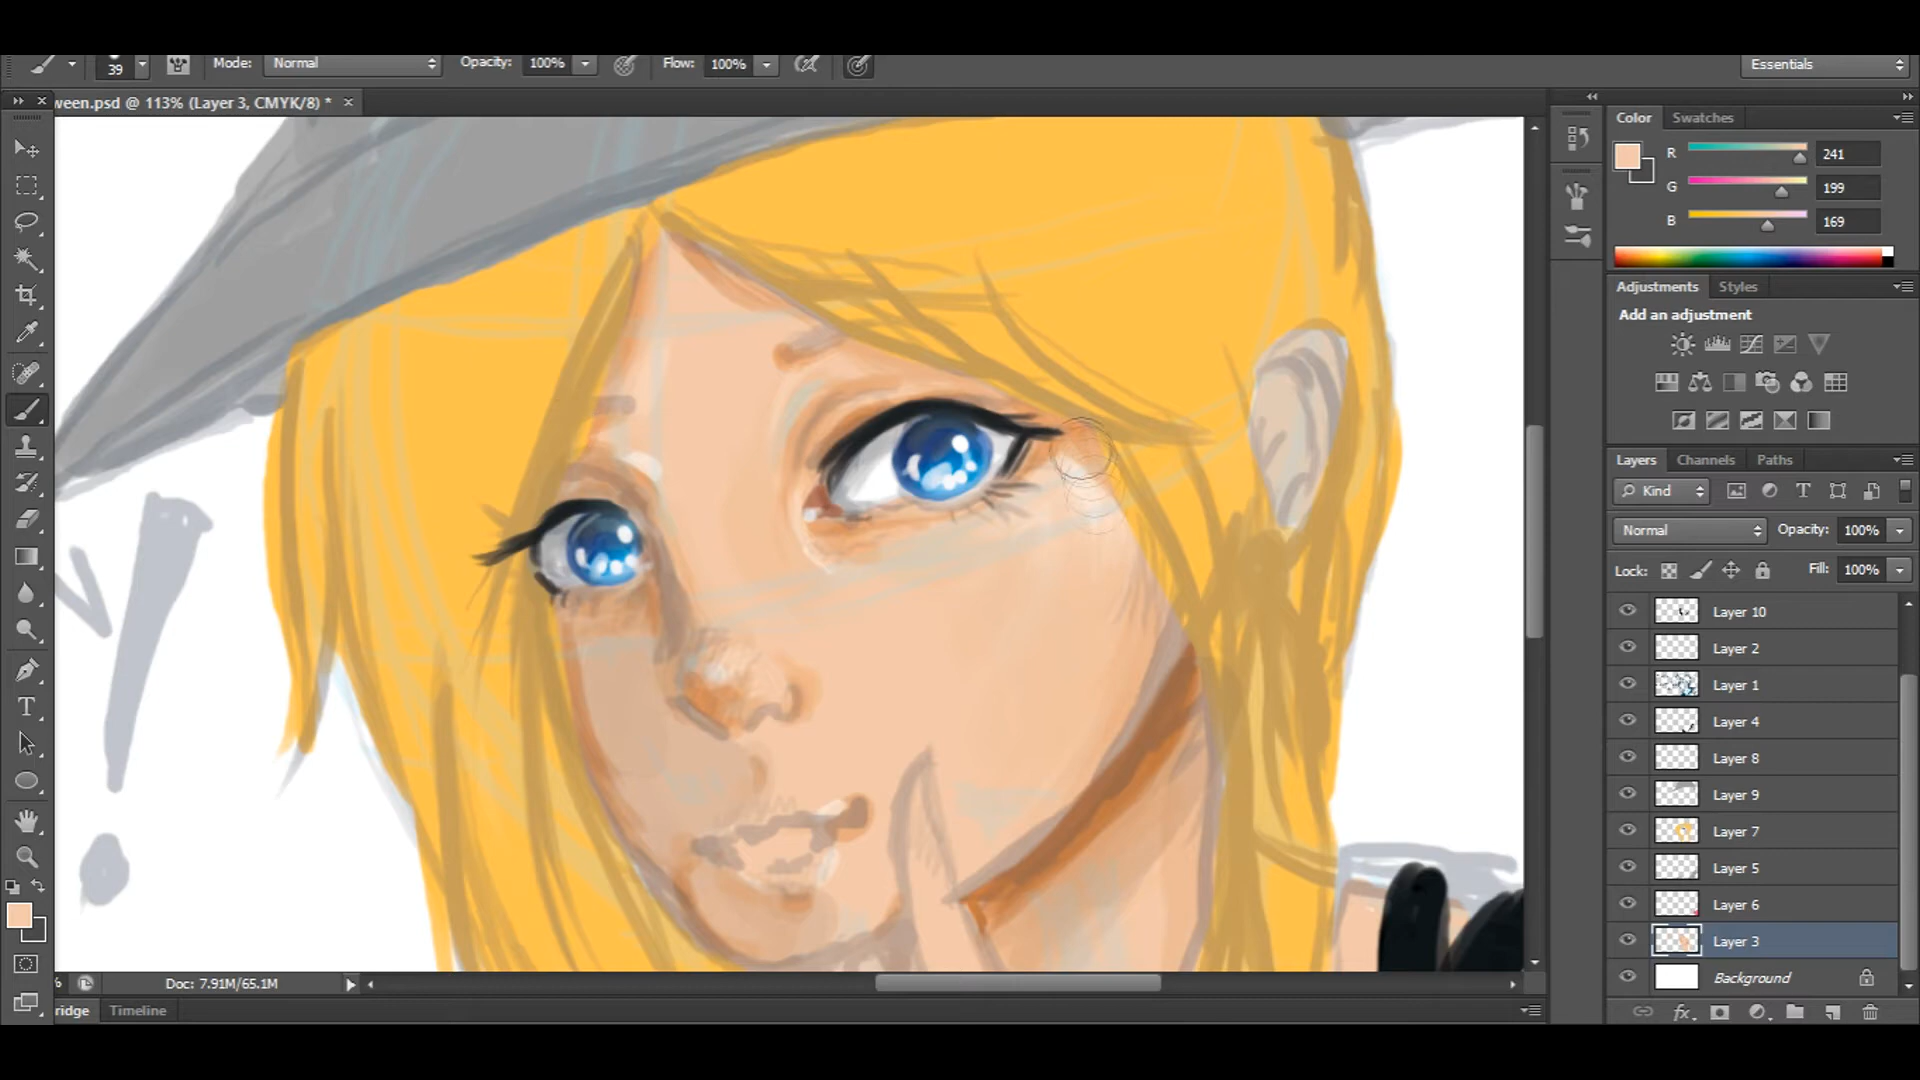 39 Mode: Normal Opacity: 100% Flow: 100% Essentials
ween.psd @ 113% (Layer 3, CMYK/8) *
Color Swatches
R 241
G 199
B 169
Adjustments Styles
Add an adjustment
Layers Channels Paths
Kind
Normal Opacity: 100%
Lock: Fill: 100%
Layer 10
Layer 2
Layer 1
Layer 4
Layer 8
Layer 9
Layer 7
Layer 5
Layer 6
Layer 3
Background
% Doc: 7.91M/65.1M
ridge Timeline